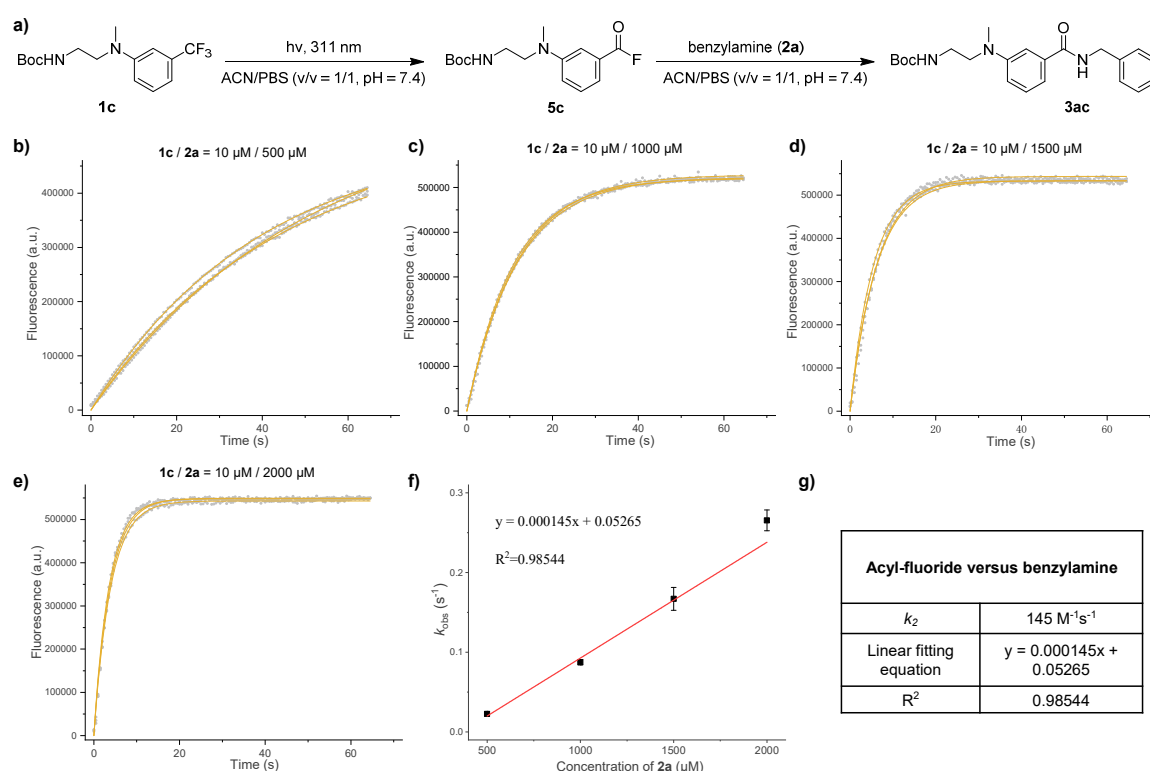 a)
BocHN
N
CF3
1c
hv, 311 nm
ACN/PBS (v/v = 1/1, pH = 7.4)
BocHN
N
O
F
5c
benzylamine (2a)
ACN/PBS (v/v = 1/1, pH = 7.4)
BocHN
N
O
N
H
3ac
b)
1c / 2a = 10 µM / 500 µM
Fluorescence (a.u.)
400000
300000
200000
100000
0
0 20 40 60
Time (s)
c)
1c / 2a = 10 µM / 1000 µM
Fluorescence (a.u.)
500000
400000
300000
200000
100000
0
0 20 40 60
Time (s)
d)
1c / 2a = 10 µM / 1500 µM
Fluorescence (a.u.)
500000
400000
300000
200000
100000
0
0 20 40 60
Time (s)
e)
1c / 2a = 10 µM / 2000 µM
Fluorescence (a.u.)
500000
400000
300000
200000
100000
0
0 20 40 60
Time (s)
f)
y = 0.000145x + 0.05265
R²=0.98544
kobs (s⁻¹)
0.3
0.2
0.1
0.0
500 1000 1500 2000
Concentration of 2a (µM)
g)
Acyl-fluoride versus benzylamine
k2
145 M⁻¹s⁻¹
Linear fitting
equation
y = 0.000145x +
0.05265
R²
0.98544